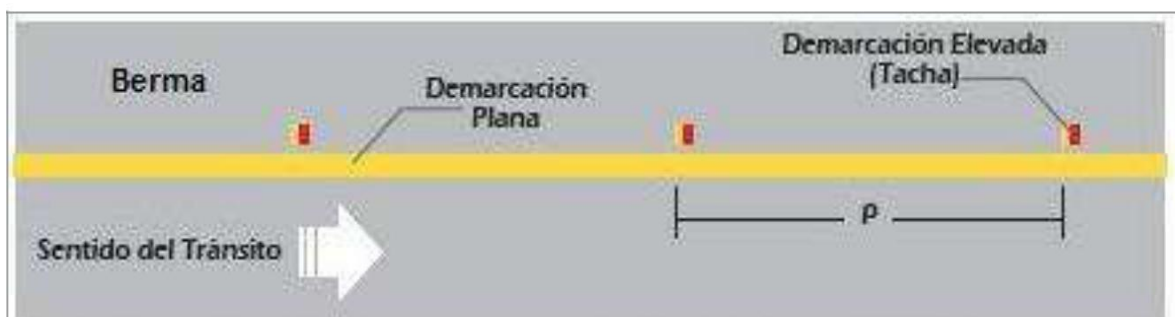 Berma
Demarcación
Plana
Demarcación Elevada
(Tacha)
P
Sentido del Tránsito